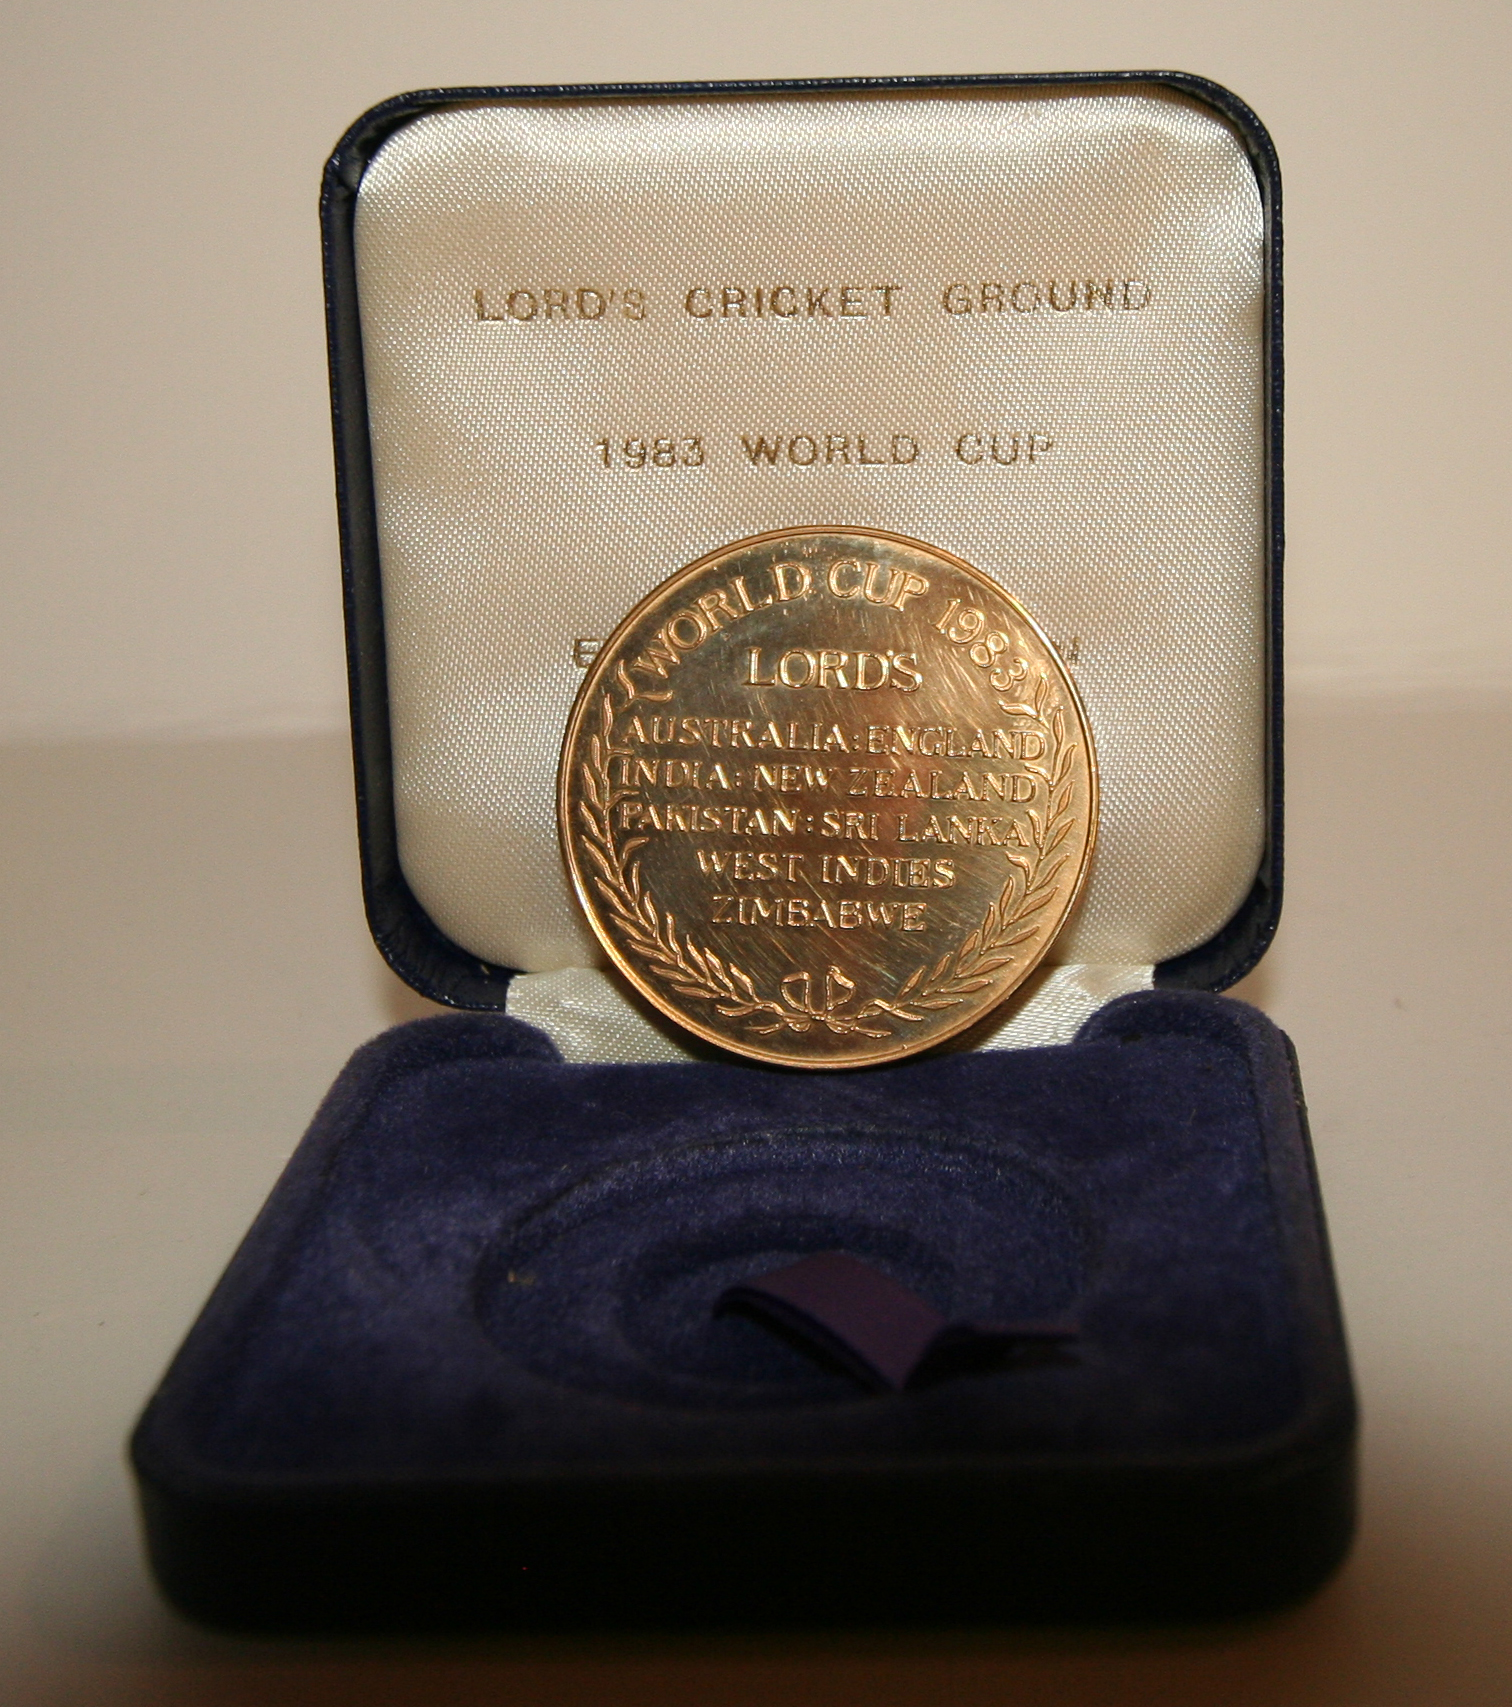 LORD'S CRICKET GROUND
1983 WORLD CUP
WORLD CUP 1983
LORD'S
AUSTRALIA:ENGLAND
INDIA: NEW ZEALAND
PAKISTAN: SRI LANKA
WEST INDIES
ZIMBABWE